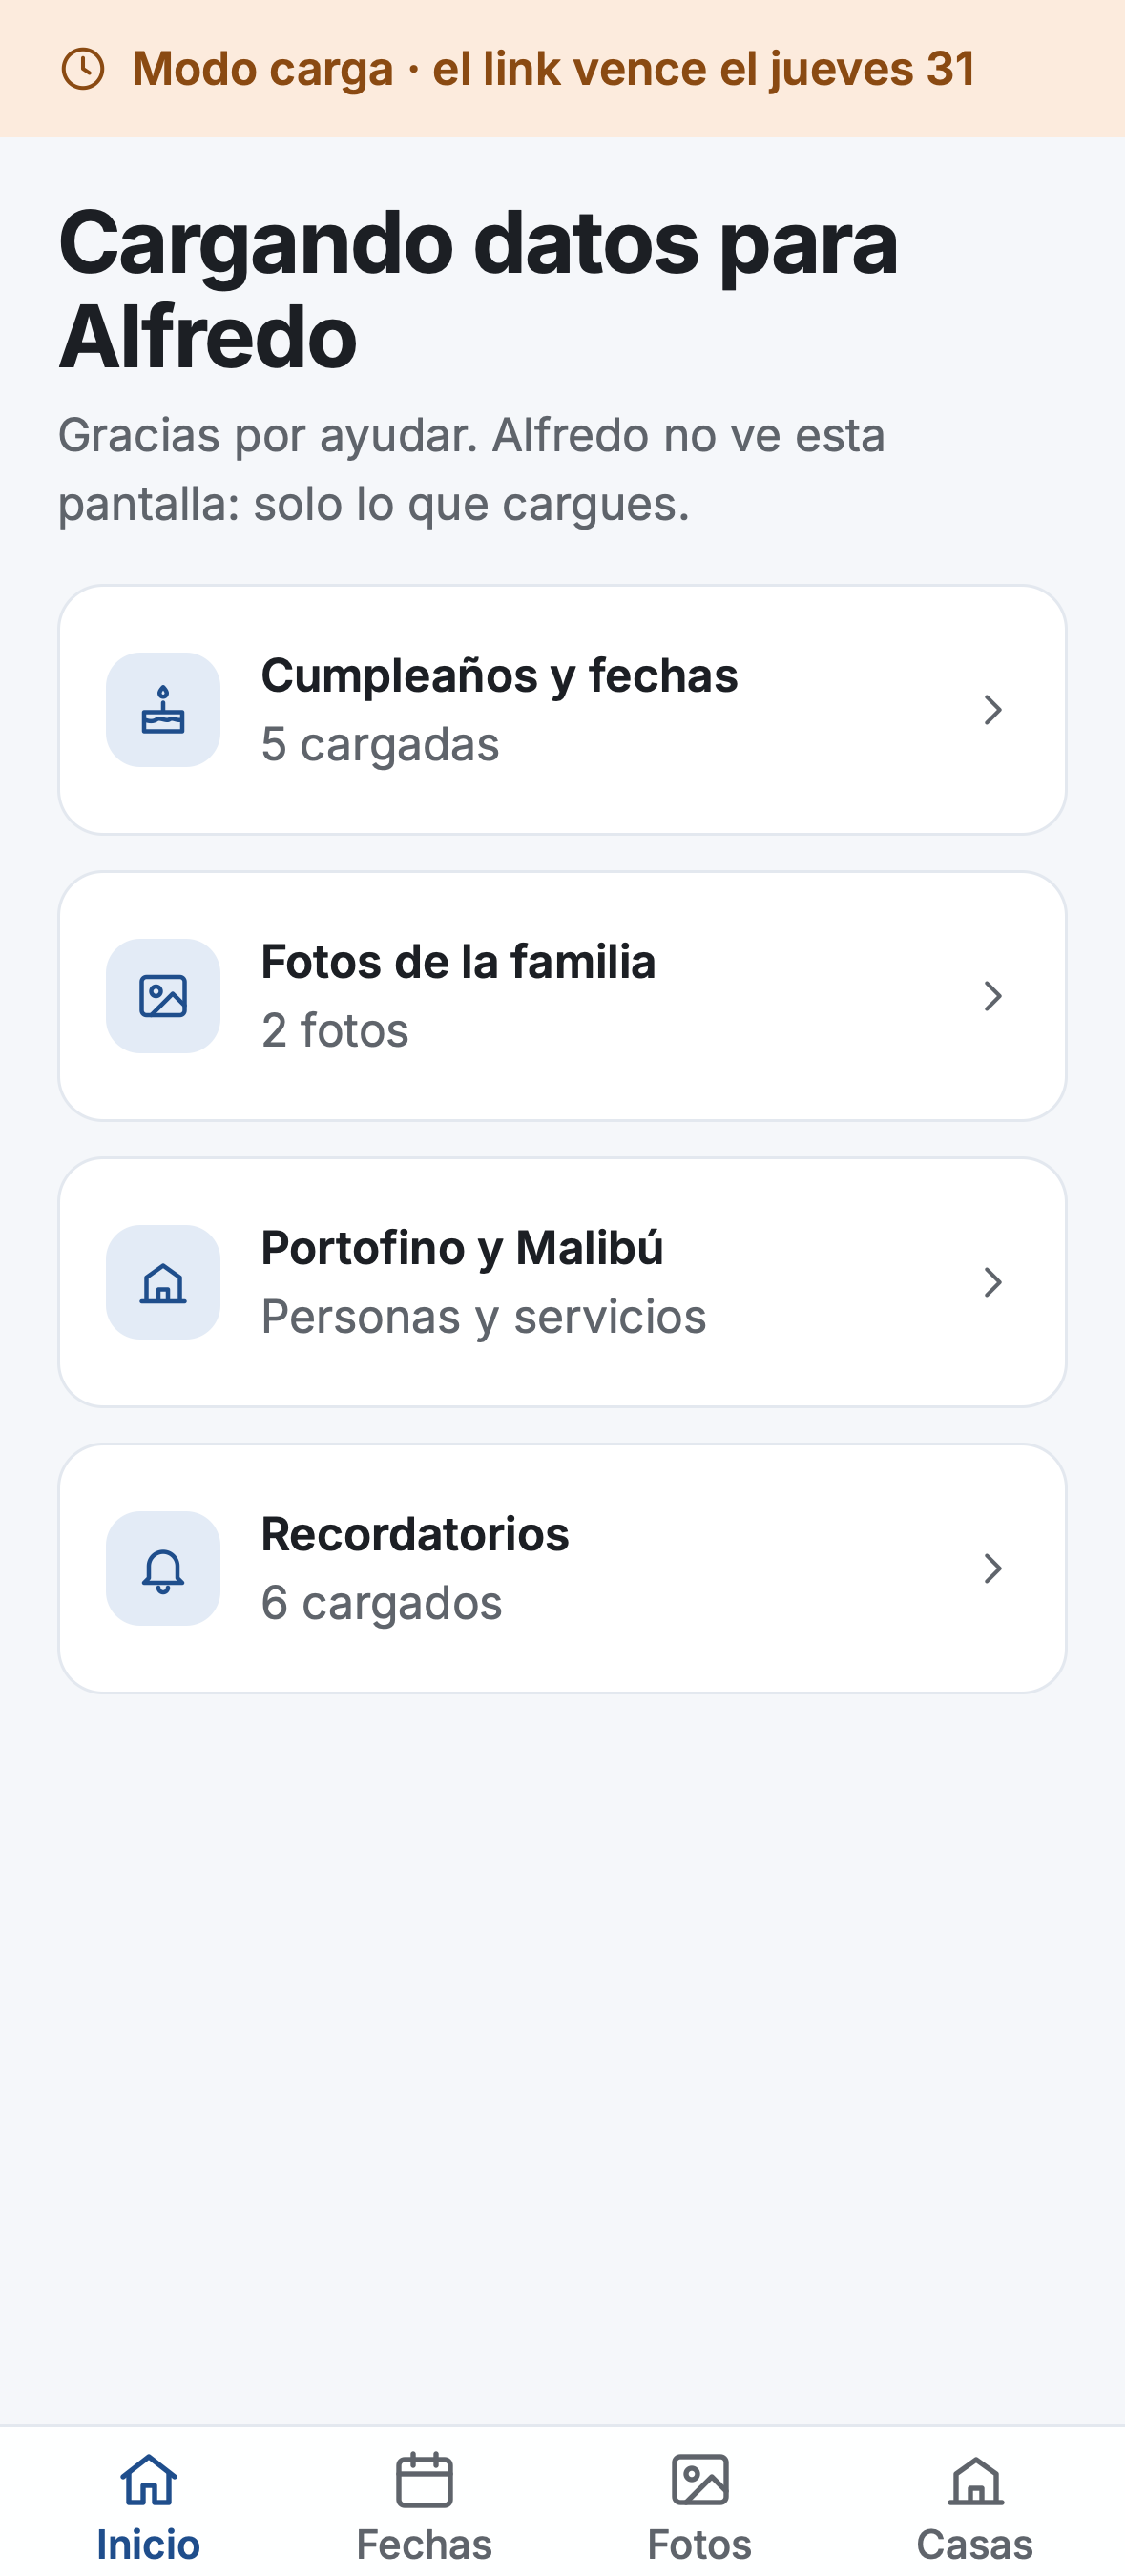 Modo carga · el link vence el jueves 31
Cargando datos para
Alfredo
Gracias por ayudar. Alfredo no ve esta
pantalla: solo lo que cargues.
Cumpleaños y fechas
5 cargadas
Fotos de la familia
2 fotos
Portofino y Malibú
Personas y servicios
Recordatorios
6 cargados
Inicio
Fechas
Fotos
Casas